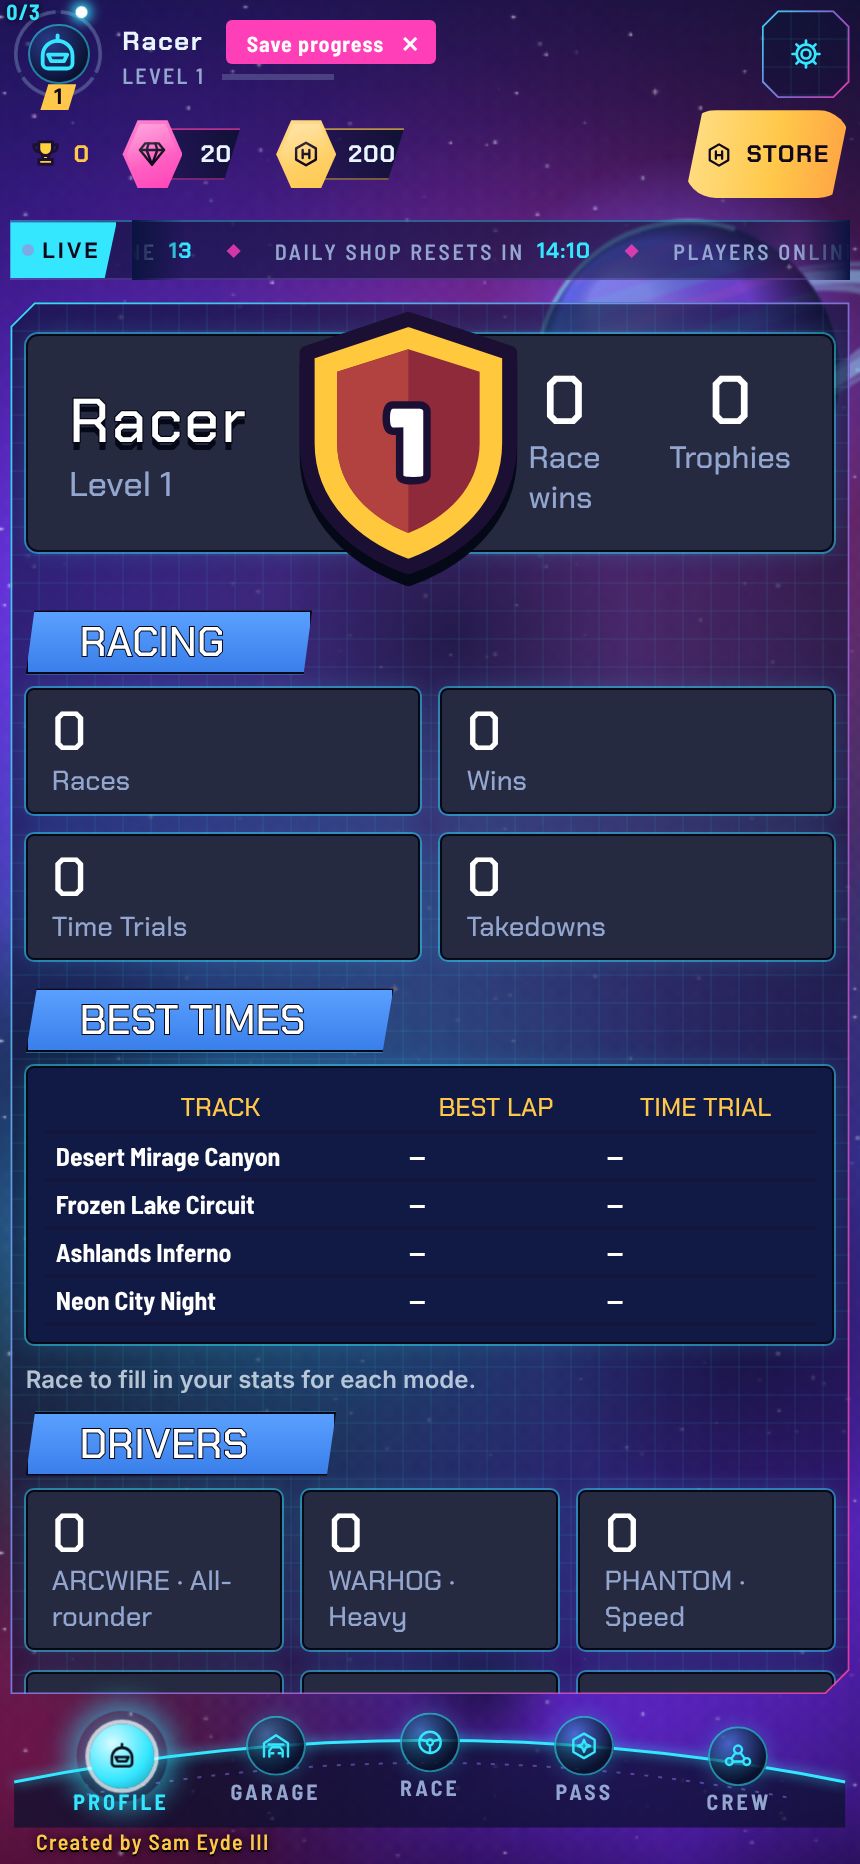 0/3
Racer
Save progress ×
LEVEL 1
1
0
20
200
STORE
LIVE
NE 13 ◆ DAILY SHOP RESETS IN 14:10 ◆ PLAYERS ONLIN
Racer
Level 1
1
0
Race
wins
0
Trophies
RACING
0
Races
0
Wins
0
Time Trials
0
Takedowns
BEST TIMES
TRACK BEST LAP TIME TRIAL
Desert Mirage Canyon – –
Frozen Lake Circuit – –
Ashlands Inferno – –
Neon City Night – –
Race to fill in your stats for each mode.
DRIVERS
0
ARCWIRE · All-
rounder
0
WARHOG ·
Heavy
0
PHANTOM ·
Speed
PROFILE
GARAGE
RACE
PASS
CREW
Created by Sam Eyde III